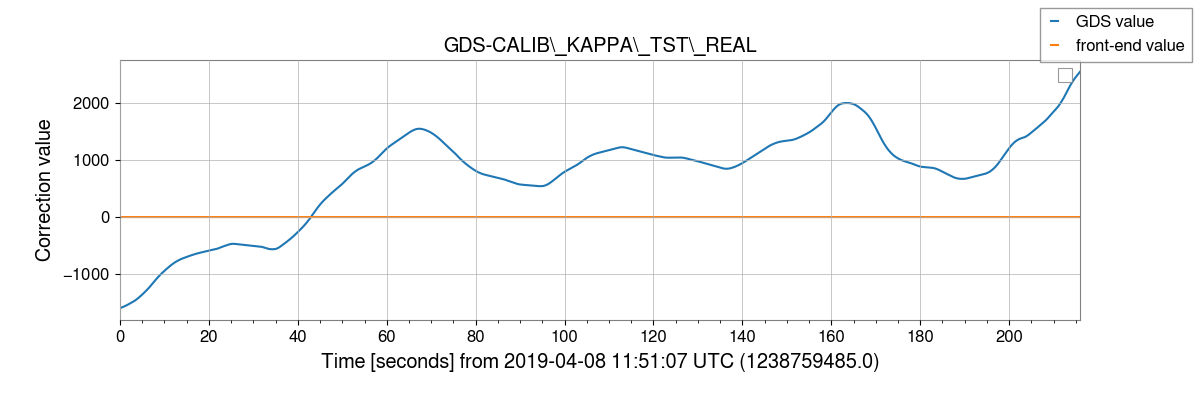 GDS value
front-end value
GDS-CALIB\_KAPPA\_TST\_REAL
Correction value
2000
1000
0
−1000
0 20 40 60 80 100 120 140 160 180 200
Time [seconds] from 2019-04-08 11:51:07 UTC (1238759485.0)